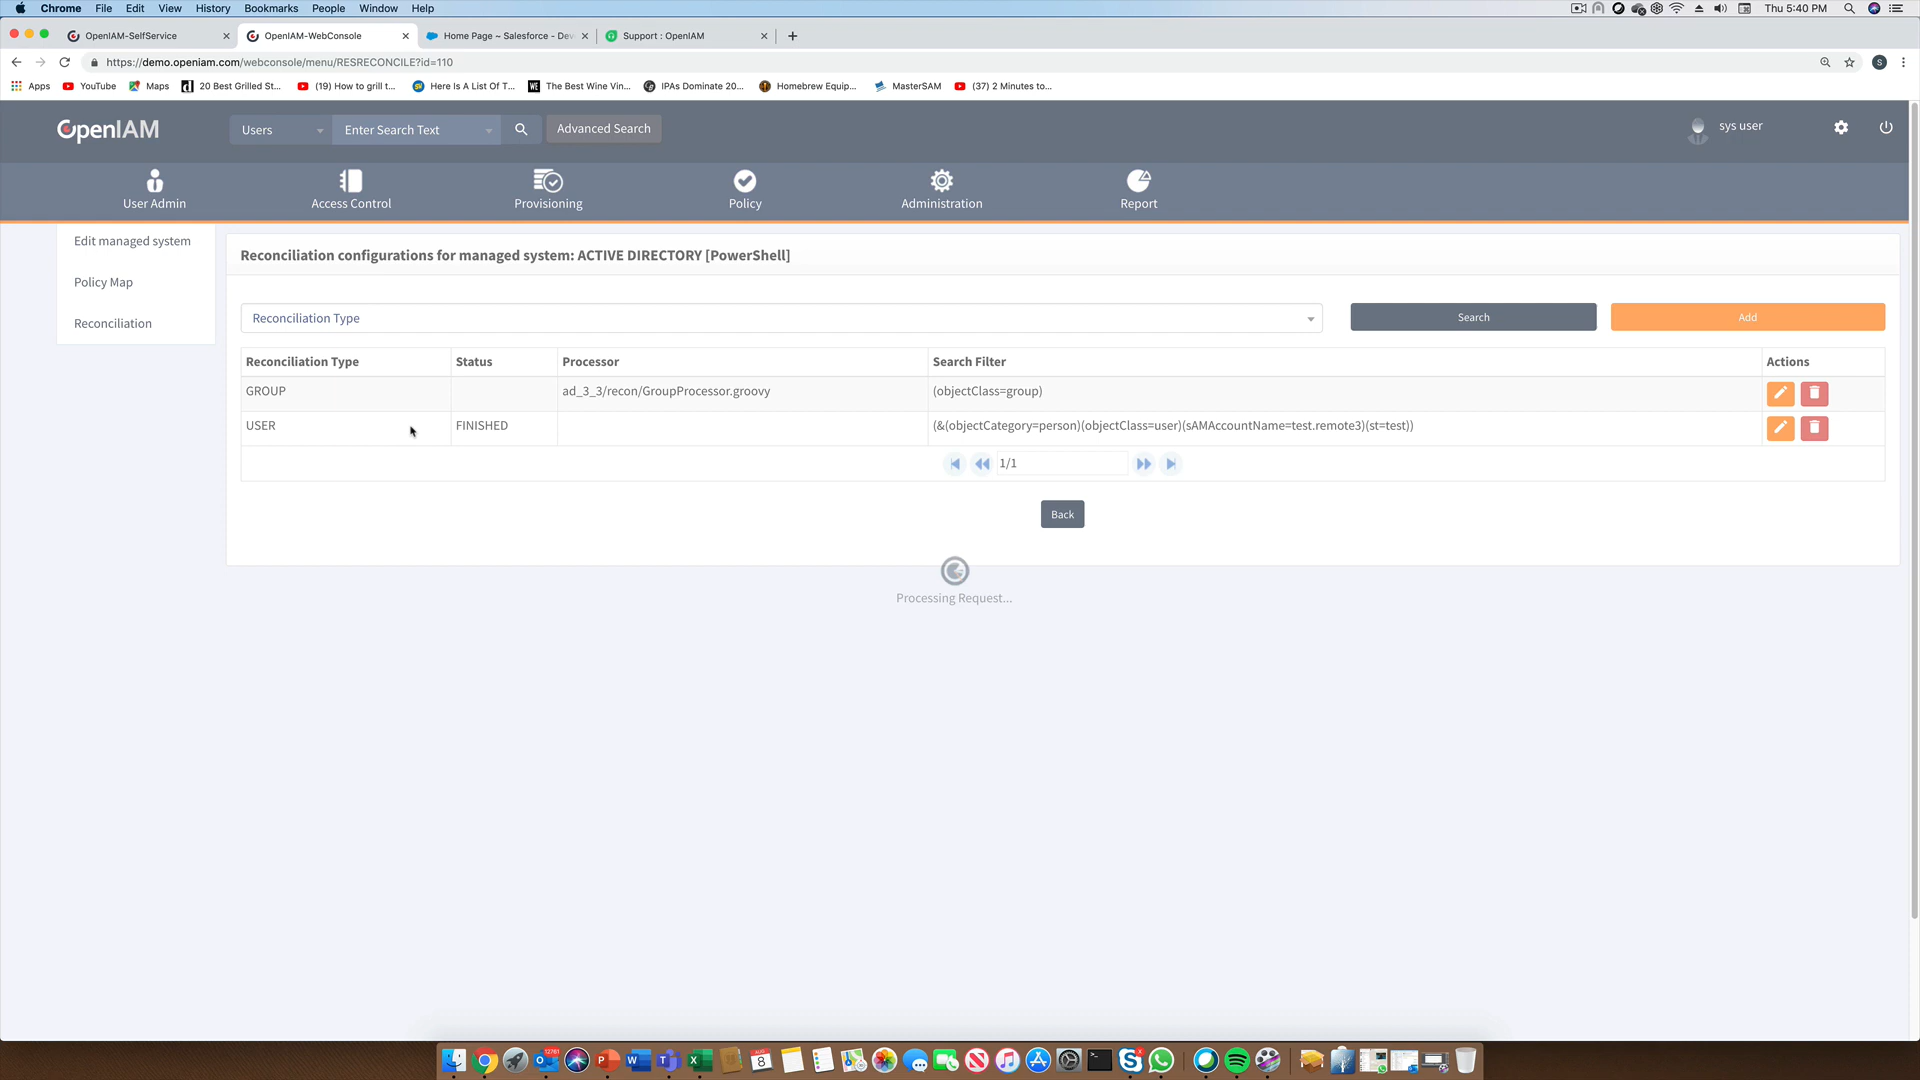 Chrome File Edit View History Bookmarks People Window Help Thu 5:40 PM
OpenIAM-SelfService OpenIAM-WebConsole Home Page ~ Salesforce - Dev Support : OpenIAM
https://demo.openiam.com/webconsole/menu/RESRECONCILE?id=110 S
Apps YouTube Maps 20 Best Grilled St... (19) How to grill t... Here Is A List Of T... The Best Wine Vin... IPAs Dominate 20... Homebrew Equip... MasterSAM (37) 2 Minutes to...
OpenIAM Users Enter Search Text Advanced Search sys user
User Admin Access Control Provisioning Policy Administration Report
Edit managed system
Policy Map
Reconciliation
Reconciliation configurations for managed system: ACTIVE DIRECTORY [PowerShell]
Reconciliation Type Search Add
Reconciliation Type Status Processor Search Filter Actions
GROUP ad_3_3/recon/GroupProcessor.groovy (objectClass=group)
USER FINISHED (&(objectCategory=person)(objectClass=user)(sAMAccountName=test.remote3)(st=test))
1/1
Back
Processing Request...
12761
AUG
8